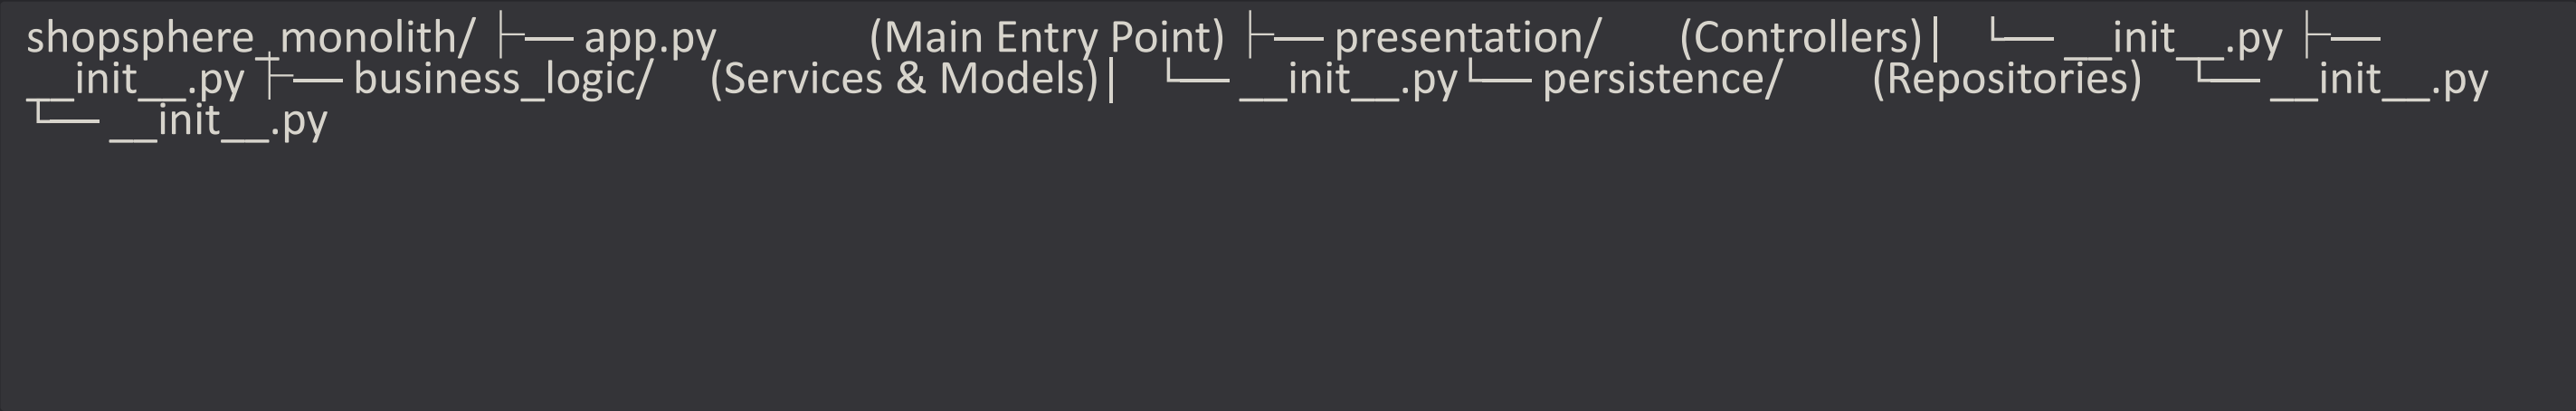 shopsphere_monolith/ ├── app.py (Main Entry Point) ├── presentation/ (Controllers)| └── __init__.py ├──
__init__.py ├── business_logic/ (Services & Models)| └── __init__.py└── persistence/ (Repositories) └── __init__.py
└── __init__.py